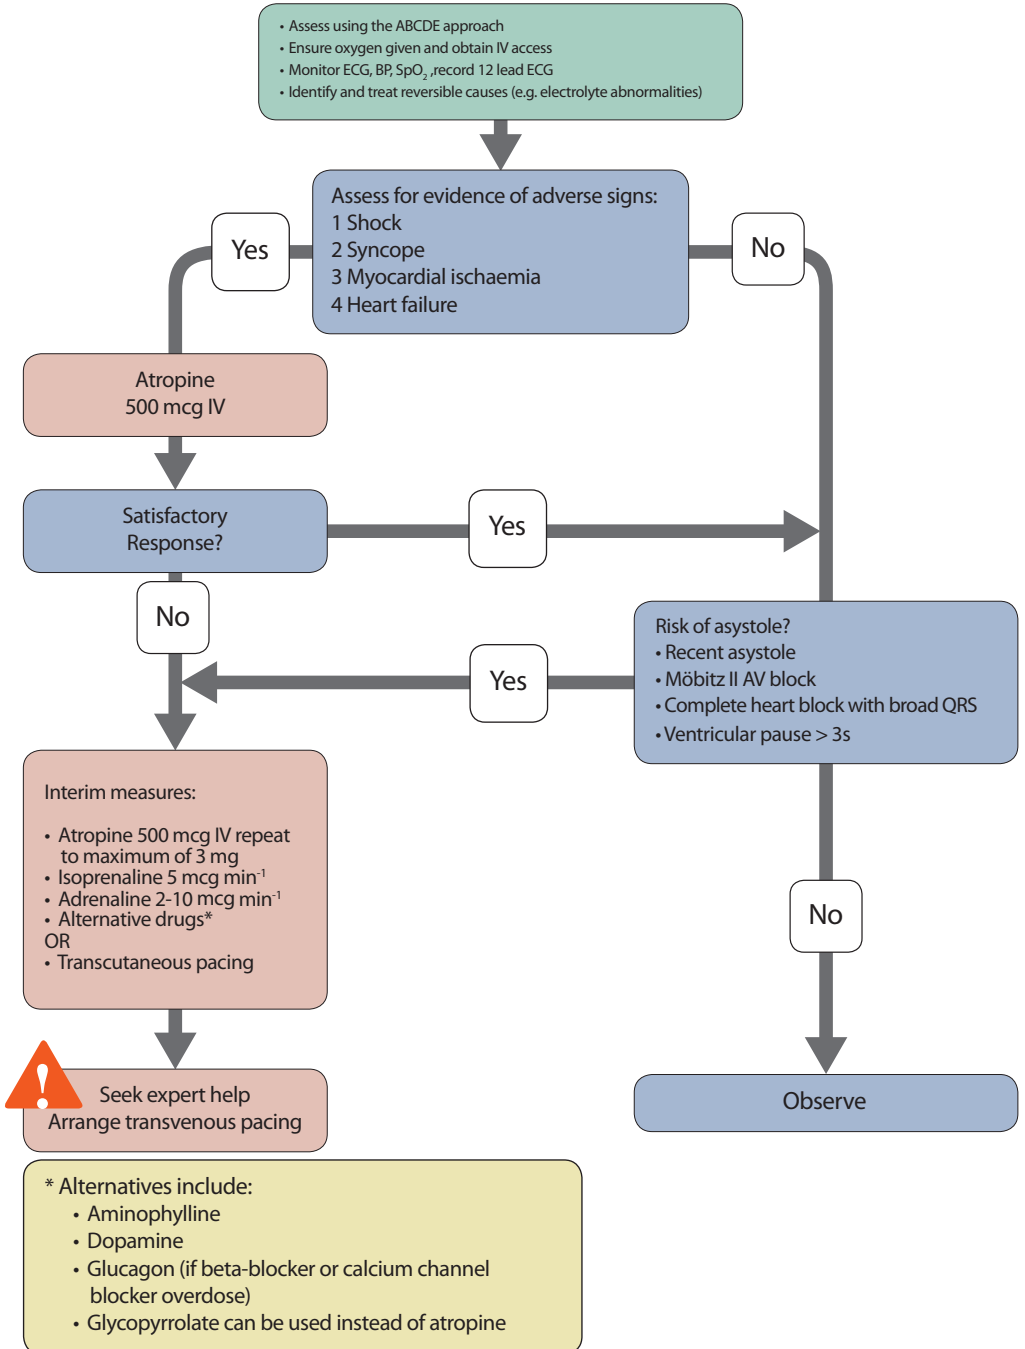 • Assess using the ABCDE approach
• Ensure oxygen given and obtain IV access
• Monitor ECG, BP, SpO2 ,record 12 lead ECG
• Identify and treat reversible causes (e.g. electrolyte abnormalities)
Assess for evidence of adverse signs:
1 Shock
2 Syncope
3 Myocardial ischaemia
4 Heart failure
Yes
No
Atropine
500 mcg IV
Satisfactory
Response?
Yes
No
Risk of asystole?
• Recent asystole
• Möbitz II AV block
• Complete heart block with broad QRS
• Ventricular pause > 3s
Yes
Interim measures:
• Atropine 500 mcg IV repeat
to maximum of 3 mg
• Isoprenaline 5 mcg min-1
• Adrenaline 2-10 mcg min-1
• Alternative drugs*
OR
• Transcutaneous pacing
No
!
Seek expert help
Arrange transvenous pacing
Observe
* Alternatives include:
• Aminophylline
• Dopamine
• Glucagon (if beta-blocker or calcium channel
blocker overdose)
• Glycopyrrolate can be used instead of atropine